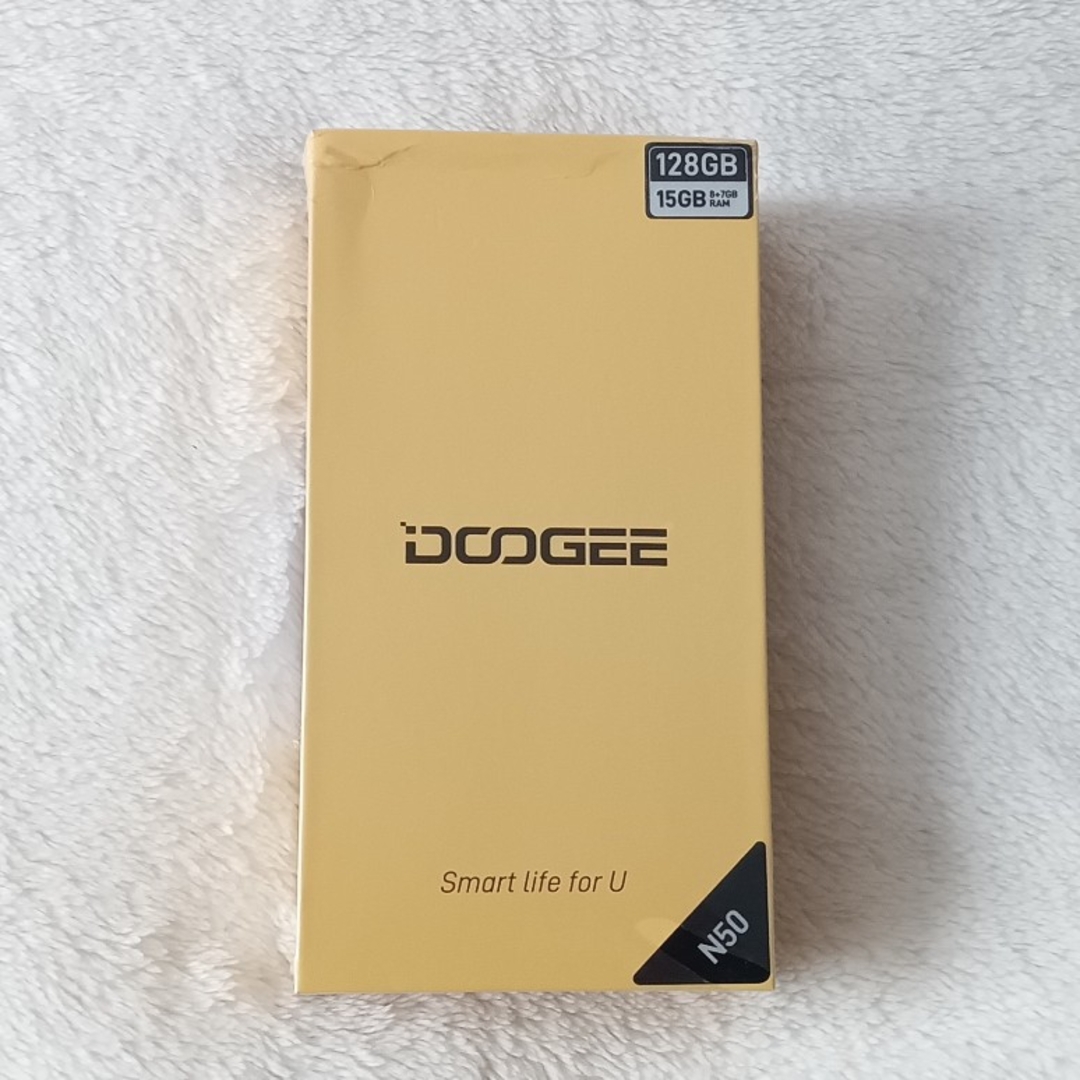 128GB
15GB 8+7GB RAM
DOOGEE
Smart life for U
N50